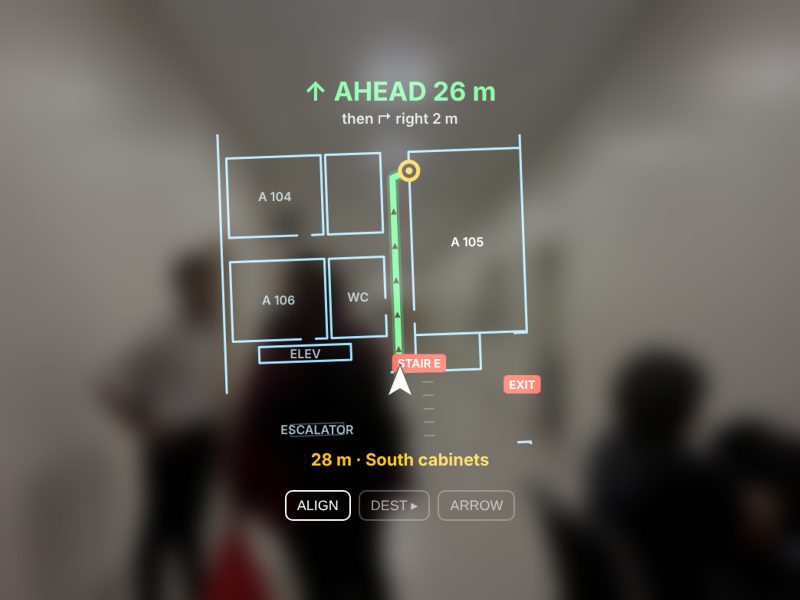 ↑ AHEAD 26 m
then ↱ right 2 m
A 104
A 105
A 106
WC
ELEV
STAIR E
EXIT
ESCALATOR
28 m · South cabinets
ALIGN
DEST ▸
ARROW